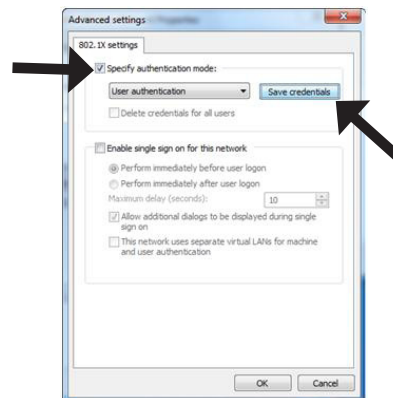 Advanced settings
802.1X settings
Specify authentication mode:
User authentication
Save credentials
Delete credentials for all users
Enable single sign on for this network
Perform immediately before user logon
Perform immediately after user logon
Maximum delay (seconds): 10
Allow additional dialogs to be displayed during single
sign on
This network uses separate virtual LANs for machine
and user authentication
OK Cancel